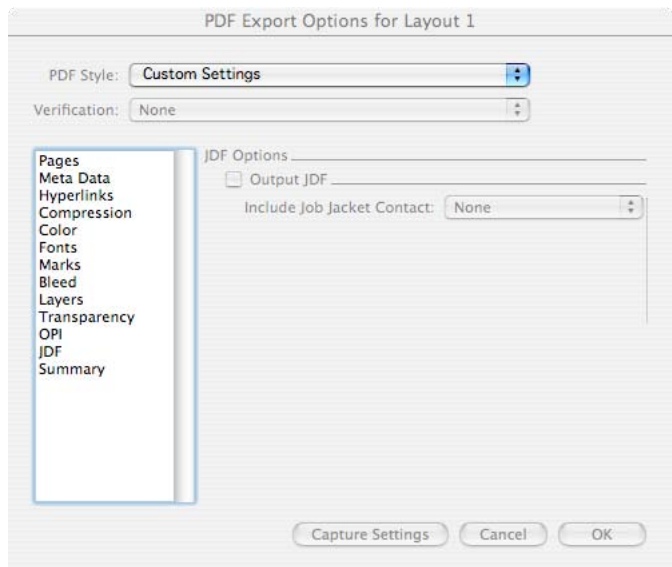 PDF Export Options for Layout 1
PDF Style: Custom Settings
Verification: None
Pages
Meta Data
Hyperlinks
Compression
Color
Fonts
Marks
Bleed
Layers
Transparency
OPI
JDF
Summary
JDF Options
Output JDF
Include Job Jacket Contact: None
Capture Settings Cancel OK